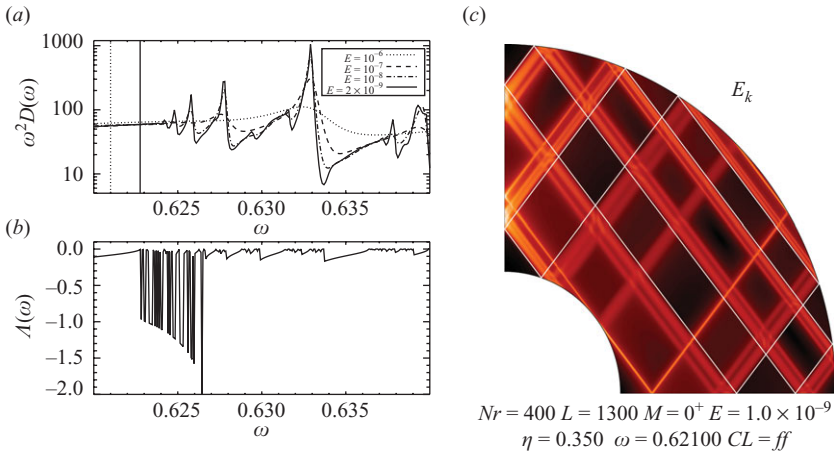 (a)
1000
100
10
ω²D(ω)
E = 10⁻⁶
E = 10⁻⁷
E = 10⁻⁸
E = 2 × 10⁻⁹
0.625 0.630 0.635
ω
(b)
0.0
−0.5
−1.0
−1.5
−2.0
Λ(ω)
0.625 0.630 0.635
ω
(c)
E_k
Nr = 400 L = 1300 M = 0⁺ E = 1.0 × 10⁻⁹
η = 0.350 ω = 0.62100 CL = ff